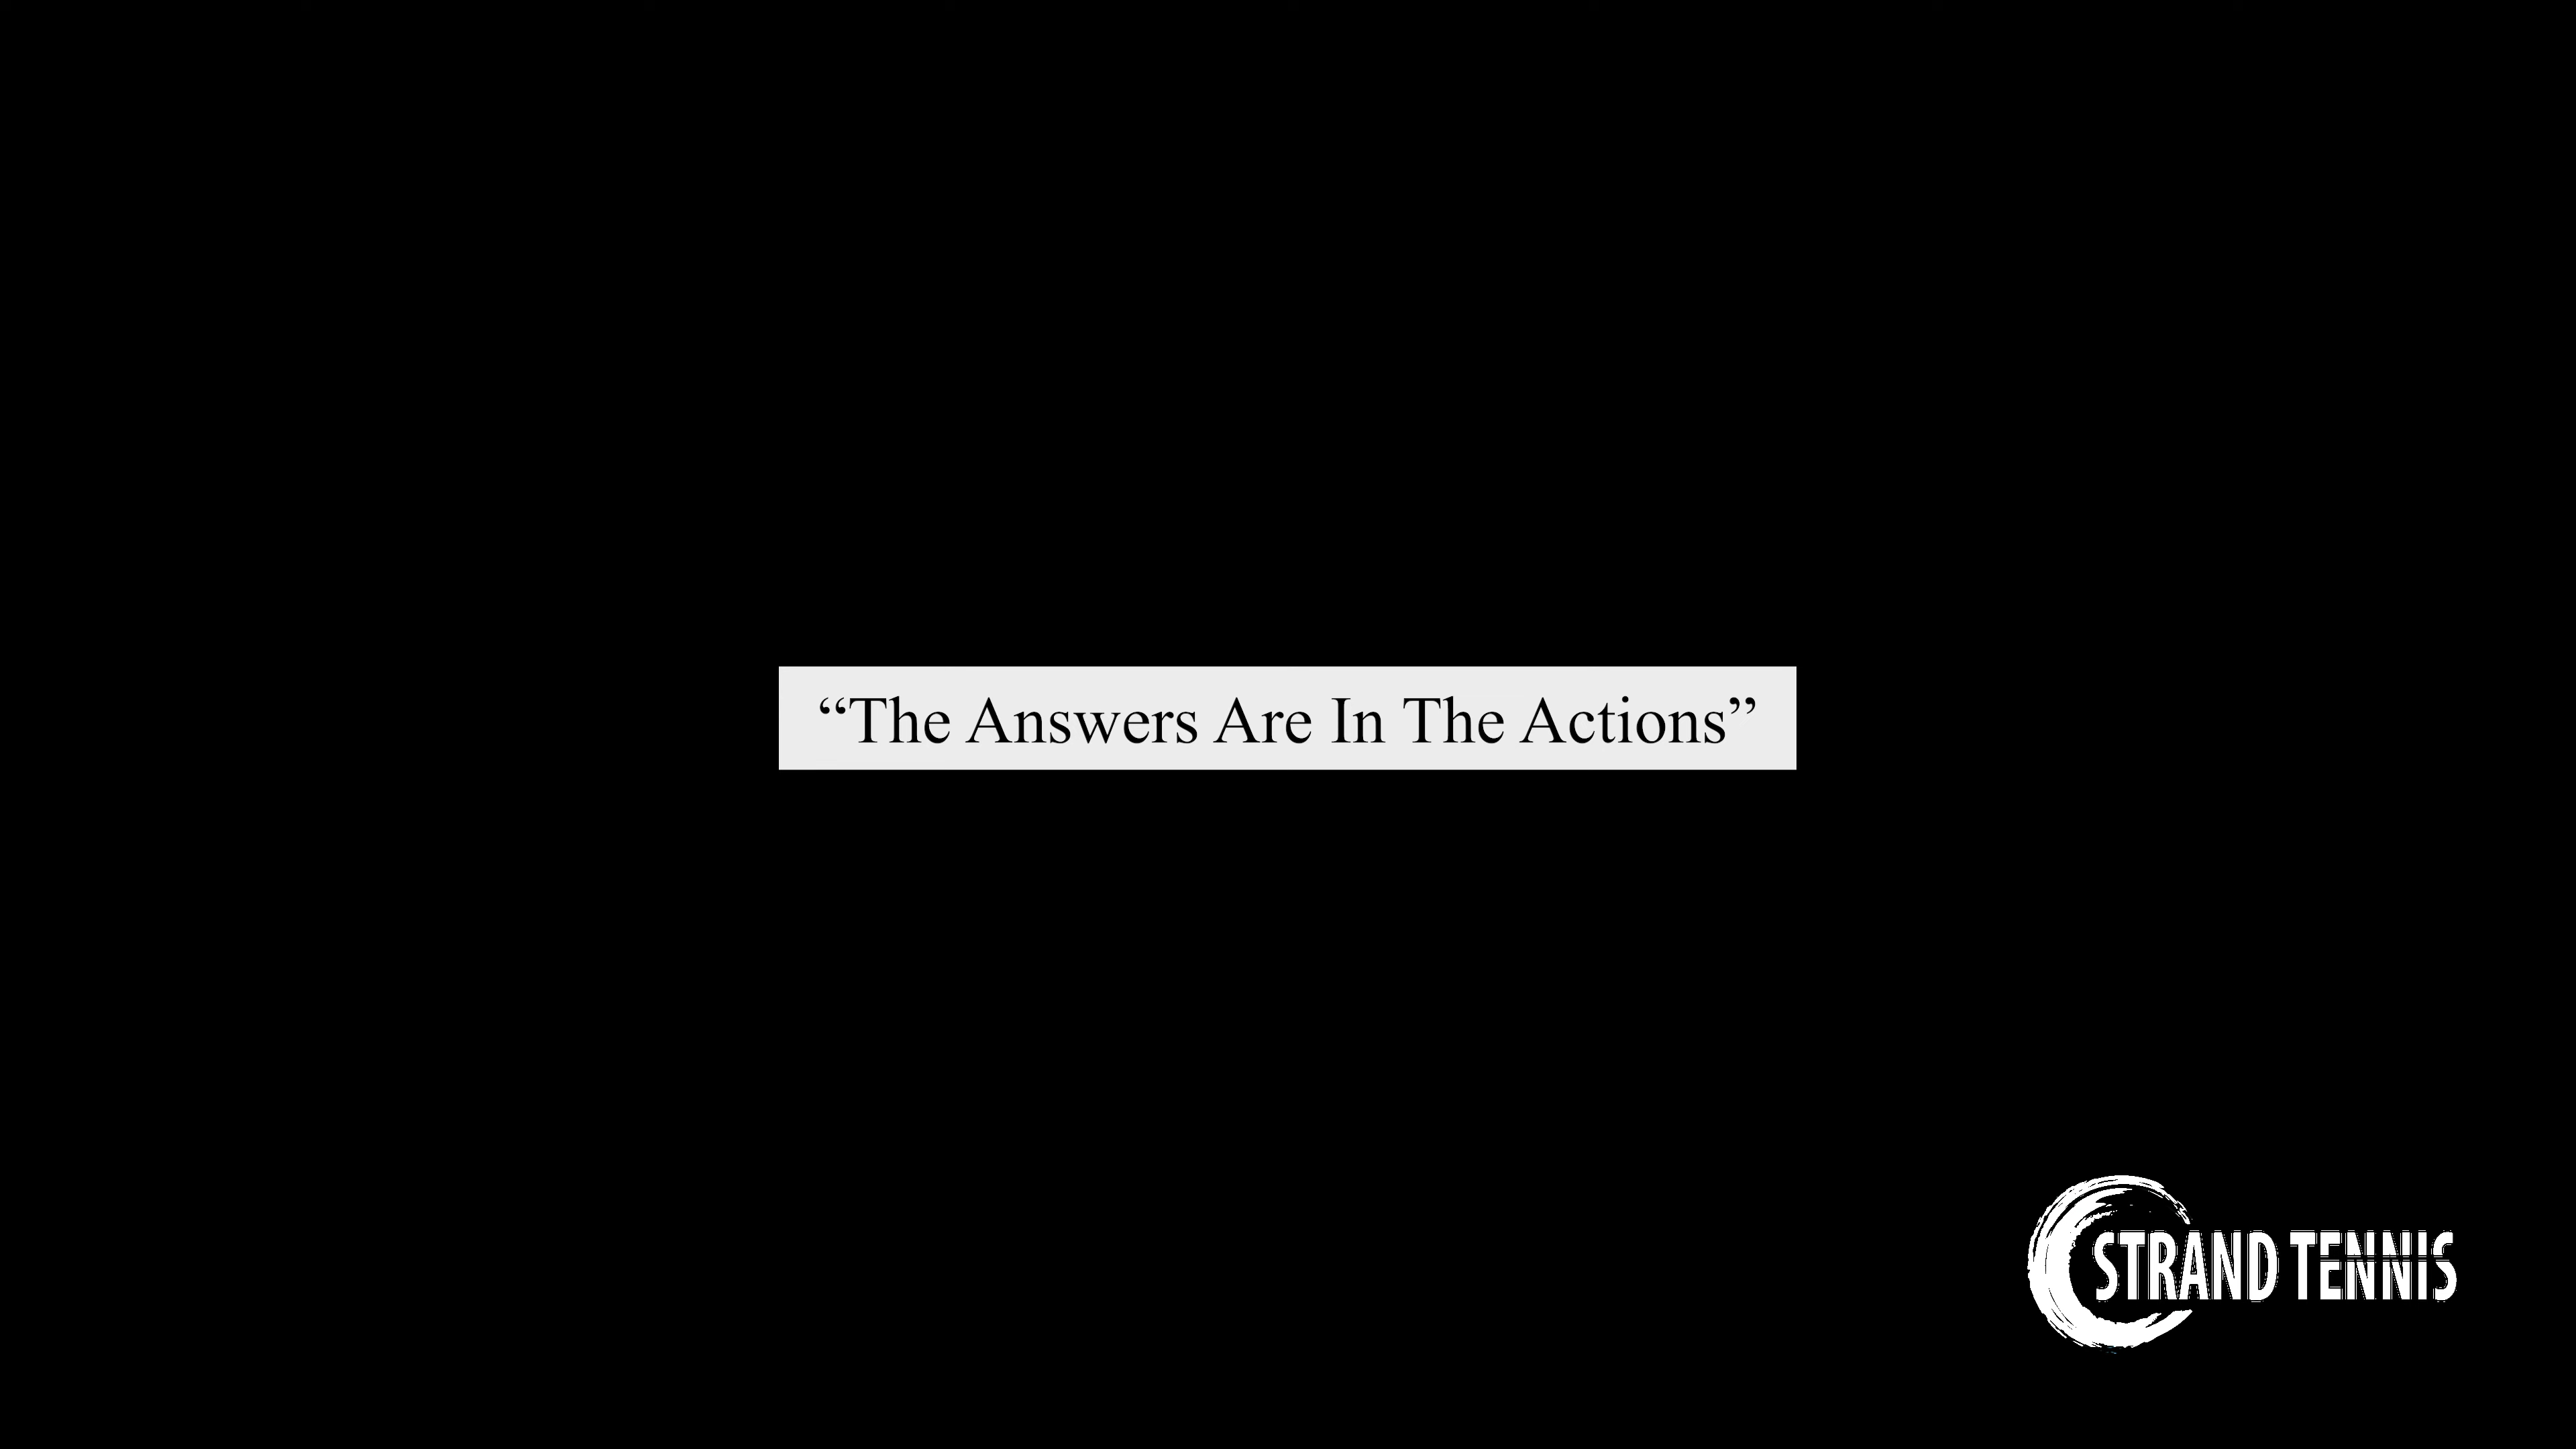 “The Answers Are In The Actions”
STRAND TENNIS